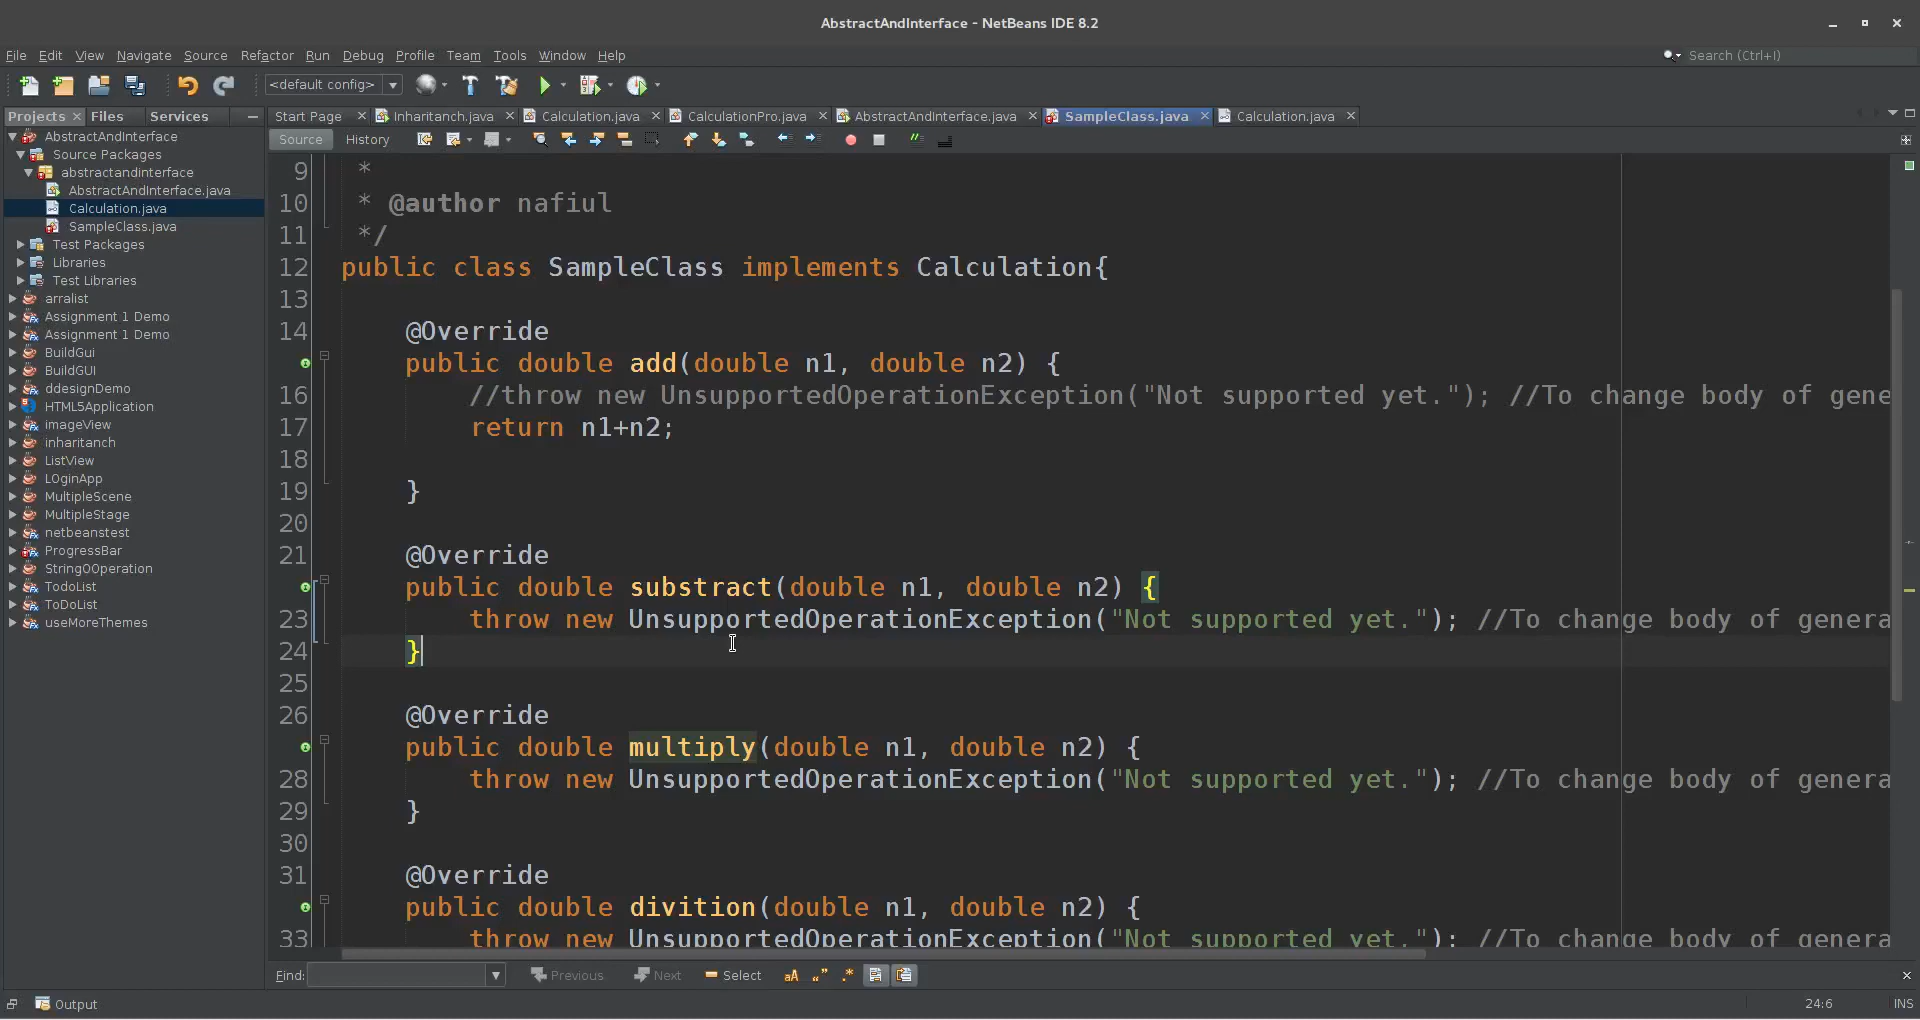 AbstractAndInterface - NetBeans IDE 8.2
File Edit View Navigate Source Refactor Run Debug Profile Team Tools Window Help Search (Ctrl+I)
<default config>
Projects Files Services
Start Page Inharitanch.java Calculation.java CalculationPro.java AbstractAndInterface.java SampleClass.java Calculation.java
Source History
AbstractAndInterface
Source Packages
abstractandinterface
AbstractAndInterface.java
Calculation.java
SampleClass.java
Test Packages
Libraries
Test Libraries
arralist
Assignment 1 Demo
Assignment 1 Demo
BuildGui
BuildGUI
ddesignDemo
HTML5Application
imageView
inharitanch
ListView
LOginApp
MultipleScene
MultipleStage
netbeanstest
ProgressBar
StringOOperation
TodoList
ToDoList
useMoreThemes
9 *
10 * @author nafiul
11 */
12 public class SampleClass implements Calculation{
13
14 @Override
public double add(double n1, double n2) {
16 //throw new UnsupportedOperationException("Not supported yet."); //To change body of gene
17 return n1+n2;
18
19 }
20
21 @Override
public double substract(double n1, double n2) {
23 throw new UnsupportedOperationException("Not supported yet."); //To change body of genera
24 }
25
26 @Override
public double multiply(double n1, double n2) {
28 throw new UnsupportedOperationException("Not supported yet."); //To change body of genera
29 }
30
31 @Override
public double divition(double n1, double n2) {
33 throw new UnsupportedOperationException("Not supported yet."); //To change body of genera
Find: Previous Next Select aA
Output 24:6 INS